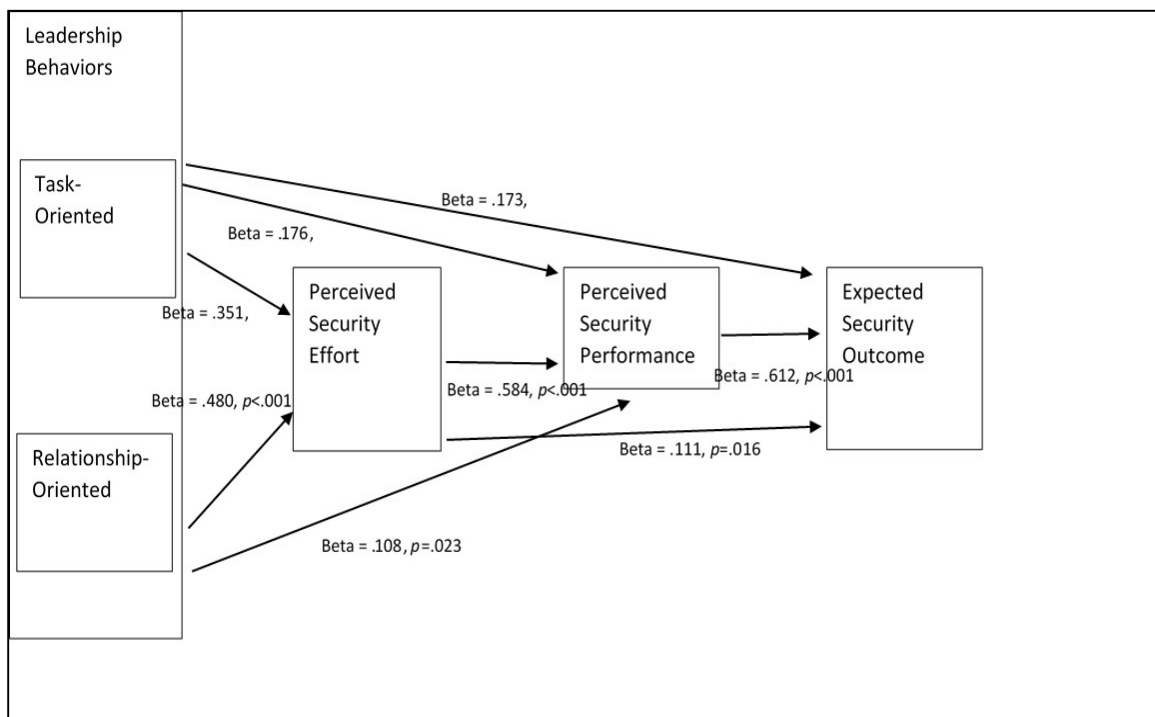 Leadership
Behaviors
Task-
Oriented
Beta = .173,
Beta = .176,
Perceived
Security
Effort
Perceived
Security
Performance
Expected
Security
Outcome
Beta = .351,
Beta = .612, p<.001
Beta = .584, p<.001
Beta = .480, p<.001
Relationship-
Oriented
Beta = .111, p=.016
Beta = .108, p=.023